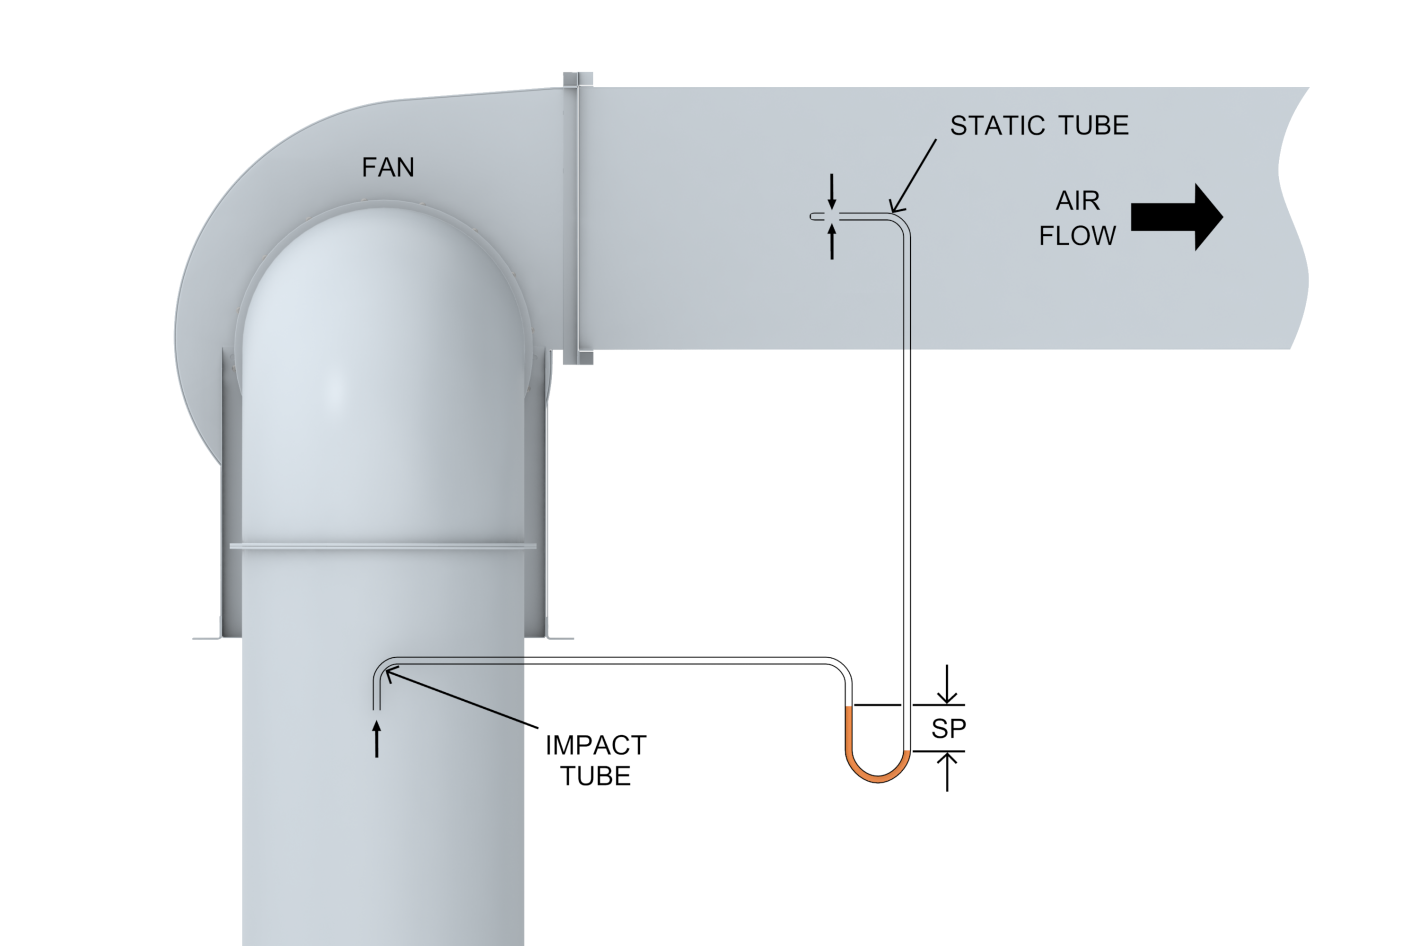 STATIC TUBE
FAN
AIR
FLOW
SP
IMPACT
TUBE